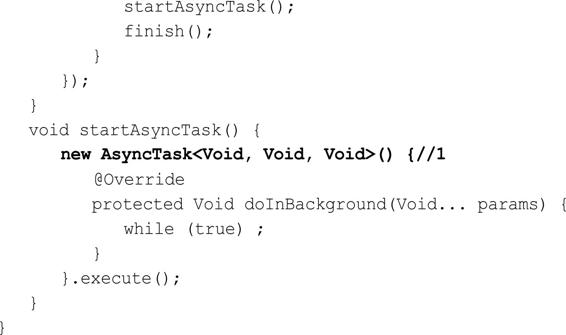 startAsyncTask();
            finish();
         }
      });
   }
   void startAsyncTask() {
      new AsyncTask<Void, Void, Void>() {//1
         @Override
         protected Void doInBackground(Void... params) {
            while (true) ;
         }
      }.execute();
   }
}